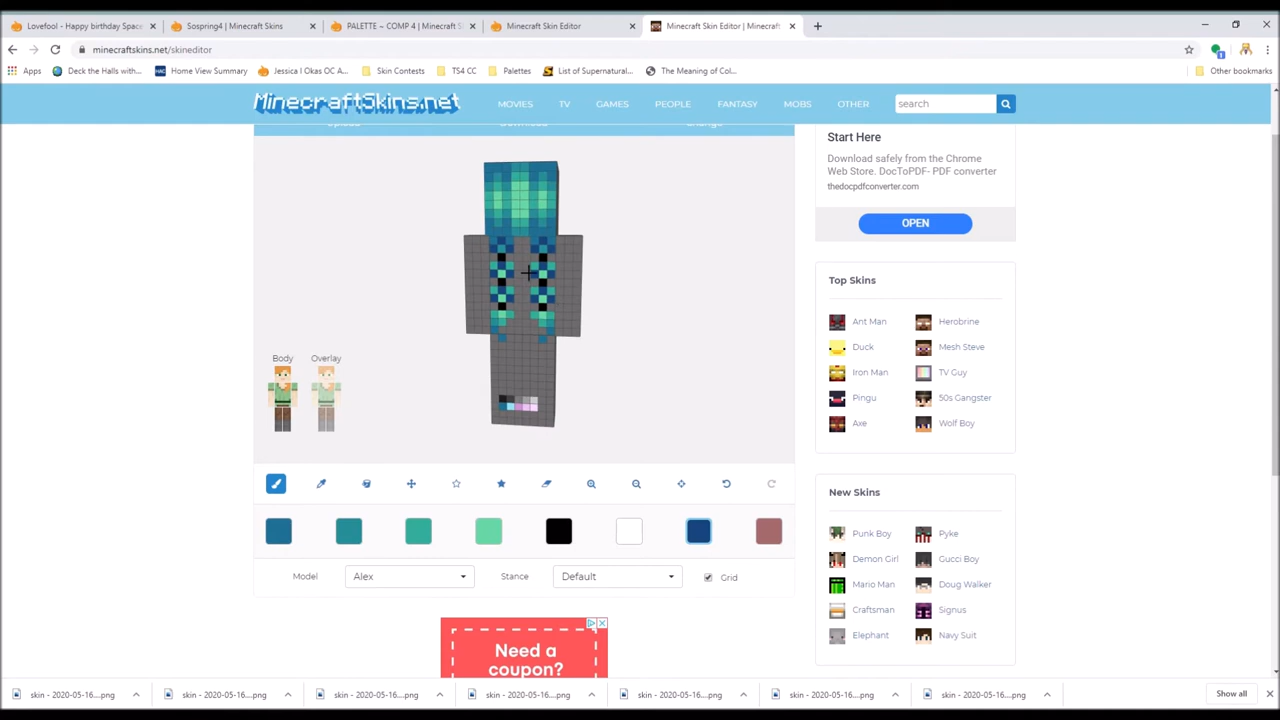 Lovefool - Happy birthday Space
Sospring4 | Minecraft Skins
PALETTE ~ COMP 4 | Minecraft S
Minecraft Skin Editor
Minecraft Skin Editor | Minecraft
minecraftskins.net/skineditor
Apps
Deck the Halls with...
Home View Summary
Jessica I Okas OC A...
Skin Contests
TS4 CC
Palettes
List of Supernatural...
The Meaning of Col...
Other bookmarks
MinecraftSkins.net
MOVIES
TV
GAMES
PEOPLE
FANTASY
MOBS
OTHER
search
Start Here
Download safely from the Chrome
Web Store. DocToPDF- PDF converter
thedocpdfconverter.com
OPEN
Body
Overlay
Model
Alex
Stance
Default
Grid
Top Skins
Ant Man
Herobrine
Duck
Mesh Steve
Iron Man
TV Guy
Pingu
50s Gangster
Axe
Wolf Boy
New Skins
Punk Boy
Pyke
Demon Girl
Gucci Boy
Mario Man
Doug Walker
Craftsman
Signus
Elephant
Navy Suit
Need a
coupon?
skin - 2020-05-16....png
skin - 2020-05-16....png
skin - 2020-05-16....png
skin - 2020-05-16....png
skin - 2020-05-16....png
skin - 2020-05-16....png
skin - 2020-05-16....png
Show all